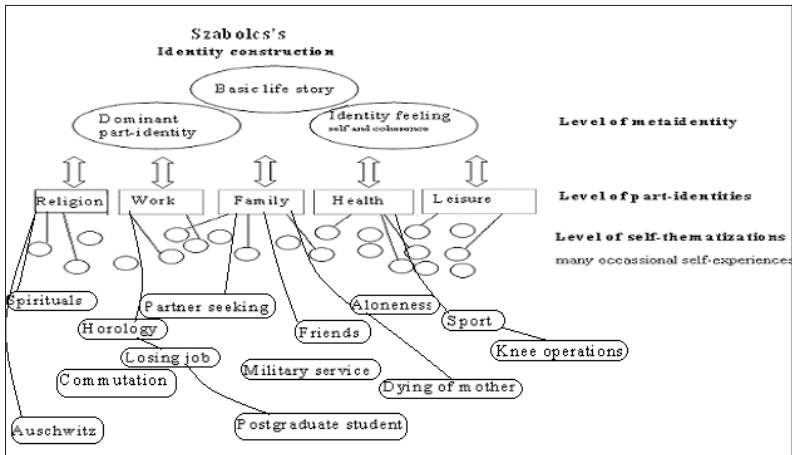 Szabolcs's
Identity construction
Basic life story
Dominant
part-identity
Identity feeling
self and coherence
Level of metaidentity
Religion
Work
Family
Health
Leisure
Level of part-identities
Level of self-thematizations
many occassional self-experiences
Spirituals
Partner seeking
Aloneness
Horology
Friends
Sport
Losing job
Knee operations
Commutation
Military service
Dying of mother
Auschwitz
Postgraduate student